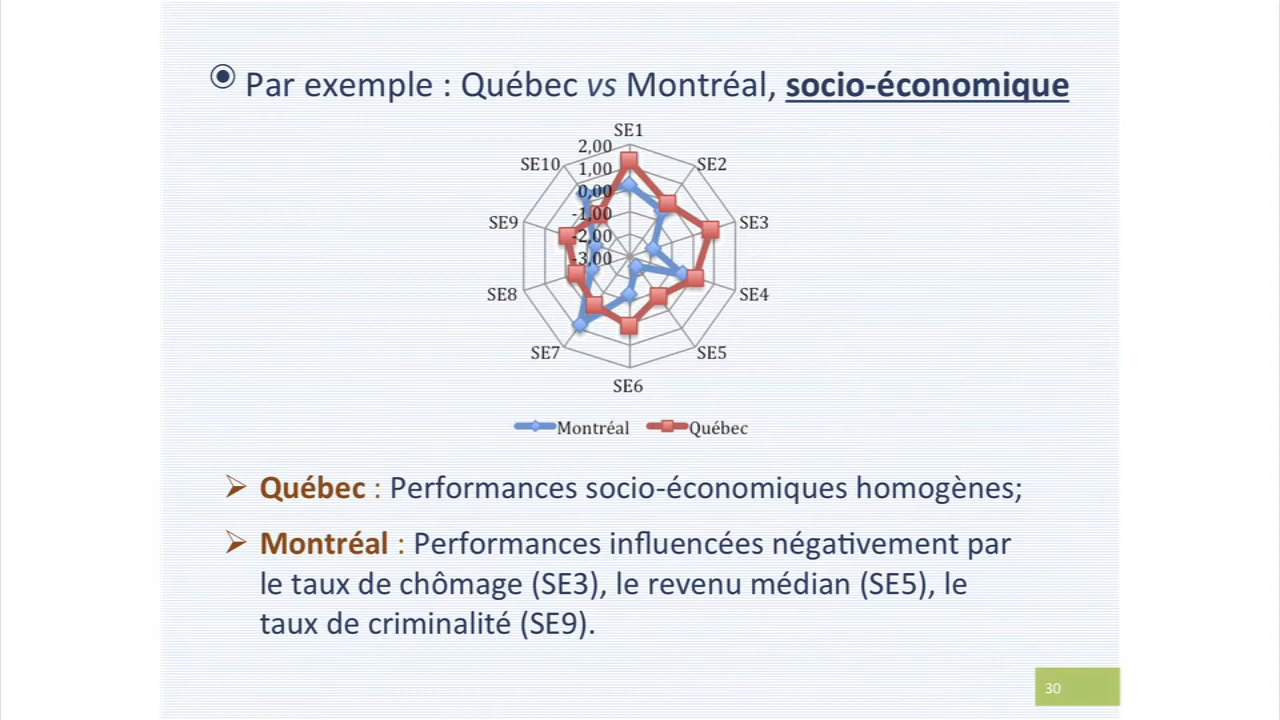 Par exemple : Québec vs Montréal, socio-économique
SE1
SE2
SE3
SE4
SE5
SE6
SE7
SE8
SE9
SE10
2,00
1,00
0,00
-1,00
-2,00
-3,00
Montréal Québec
Québec : Performances socio-économiques homogènes;
Montréal : Performances influencées négativement par
le taux de chômage (SE3), le revenu médian (SE5), le
taux de criminalité (SE9).
30